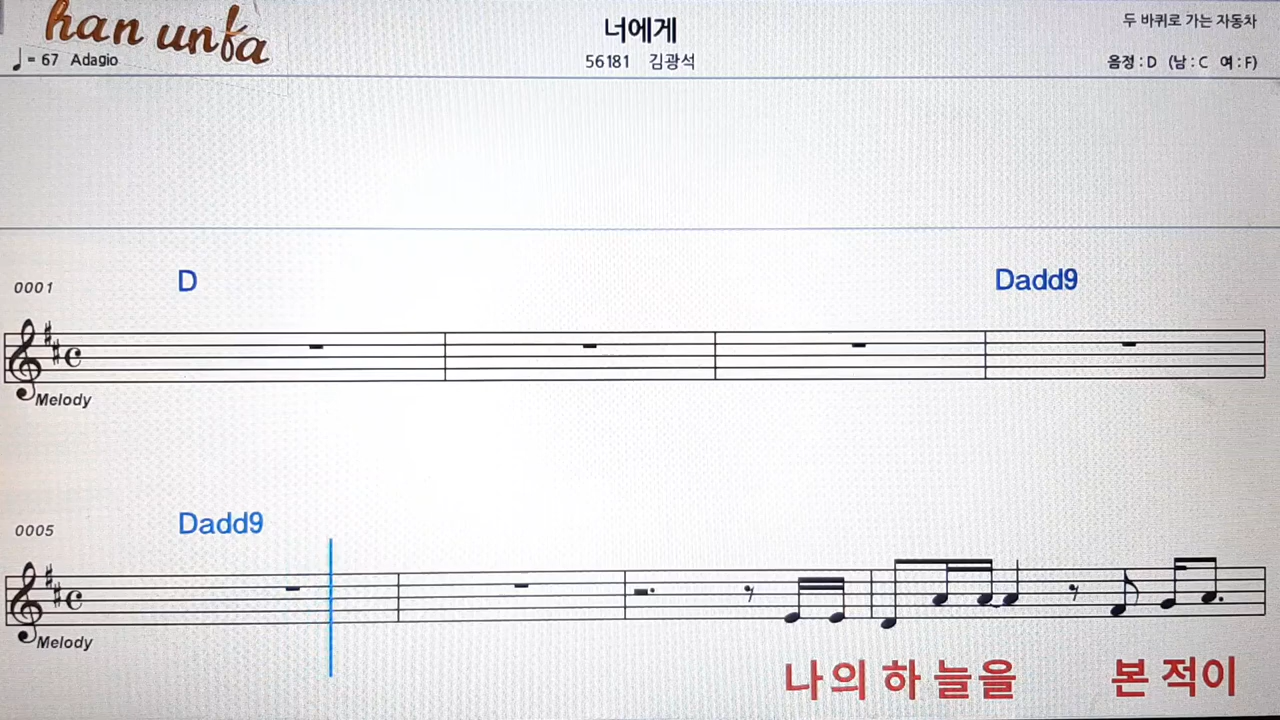 han unfa
너에게
두 바퀴로 가는 자동차
♩= 67 Adagio
56181 김광석
음정 : D (남 : C 여 : F)
0001
D
Dadd9
Melody
0005
Dadd9
Melody
나의 하 늘을 본 적이